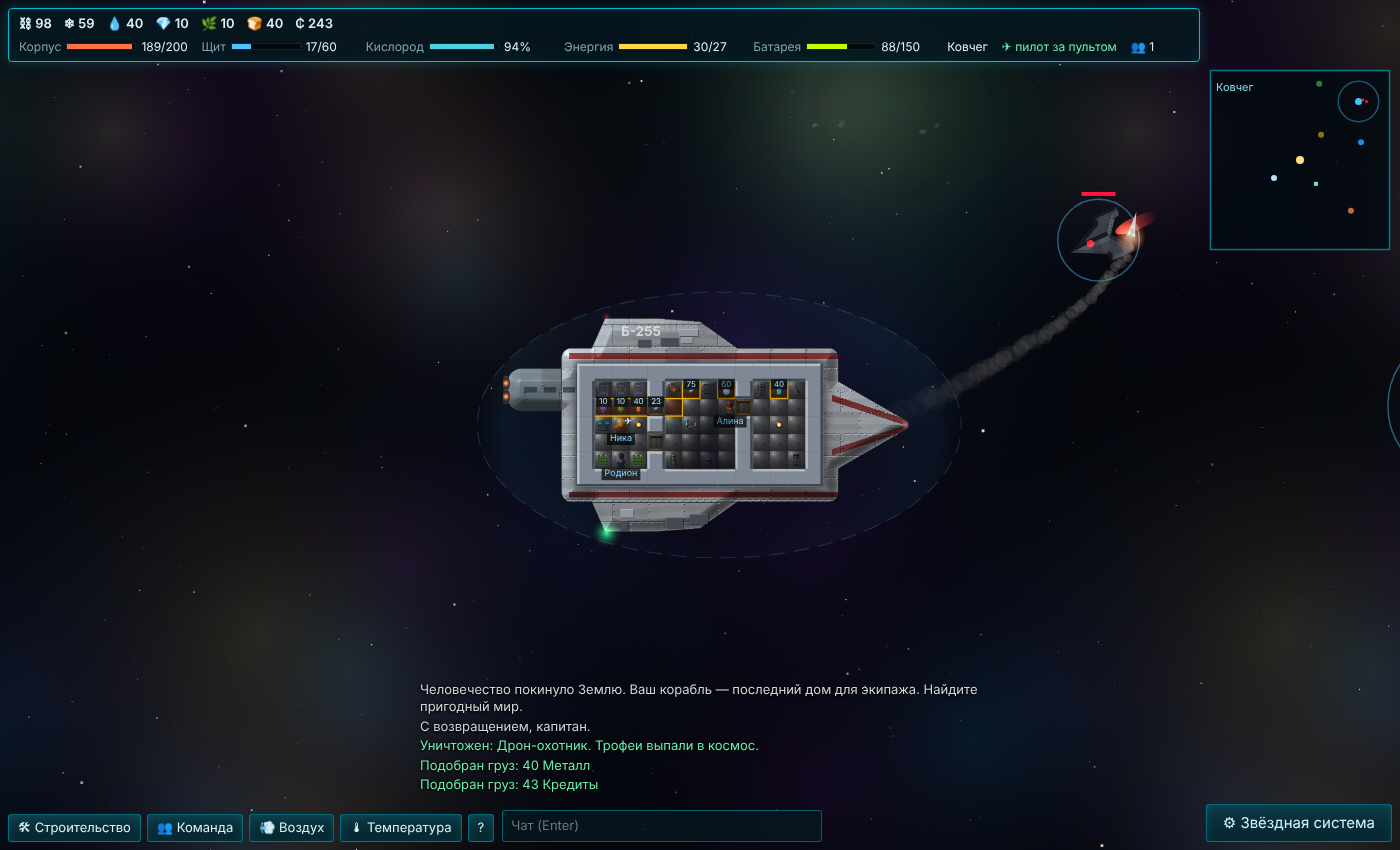 98 59 40 10 10 40 ₵ 243
Корпус 189/200 Щит 17/60 Кислород 94% Энергия 30/27 Батарея 88/150 Ковчег ✈ пилот за пультом 1
Ковчег
Б-255
75 60 40
10 10 40 23
Алина
Ника
Родион
Человечество покинуло Землю. Ваш корабль — последний дом для экипажа. Найдите
пригодный мир.
С возвращением, капитан.
Уничтожен: Дрон-охотник. Трофеи выпали в космос.
Подобран груз: 40 Металл
Подобран груз: 43 Кредиты
Строительство Команда Воздух Температура ? Чат (Enter)
Звёздная система